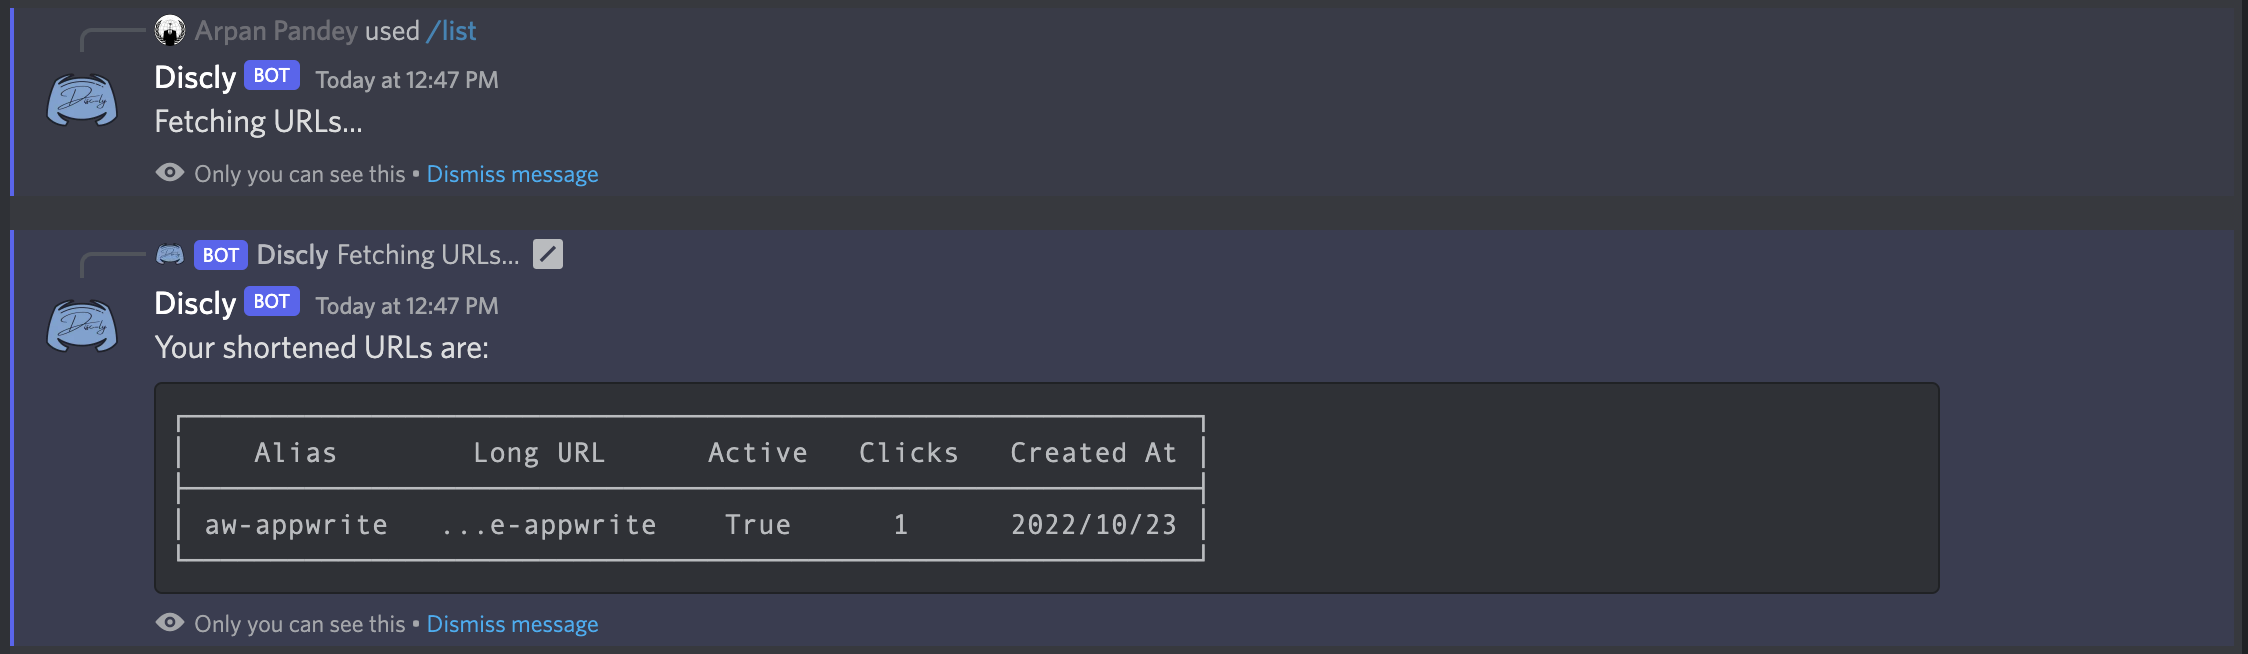 Arpan Pandey used /list
Discly BOT Today at 12:47 PM
Fetching URLs...
Only you can see this • Dismiss message
BOT Discly Fetching URLs...
Discly BOT Today at 12:47 PM
Your shortened URLs are:
Alias Long URL Active Clicks Created At
aw-appwrite ...e-appwrite True 1 2022/10/23
Only you can see this • Dismiss message